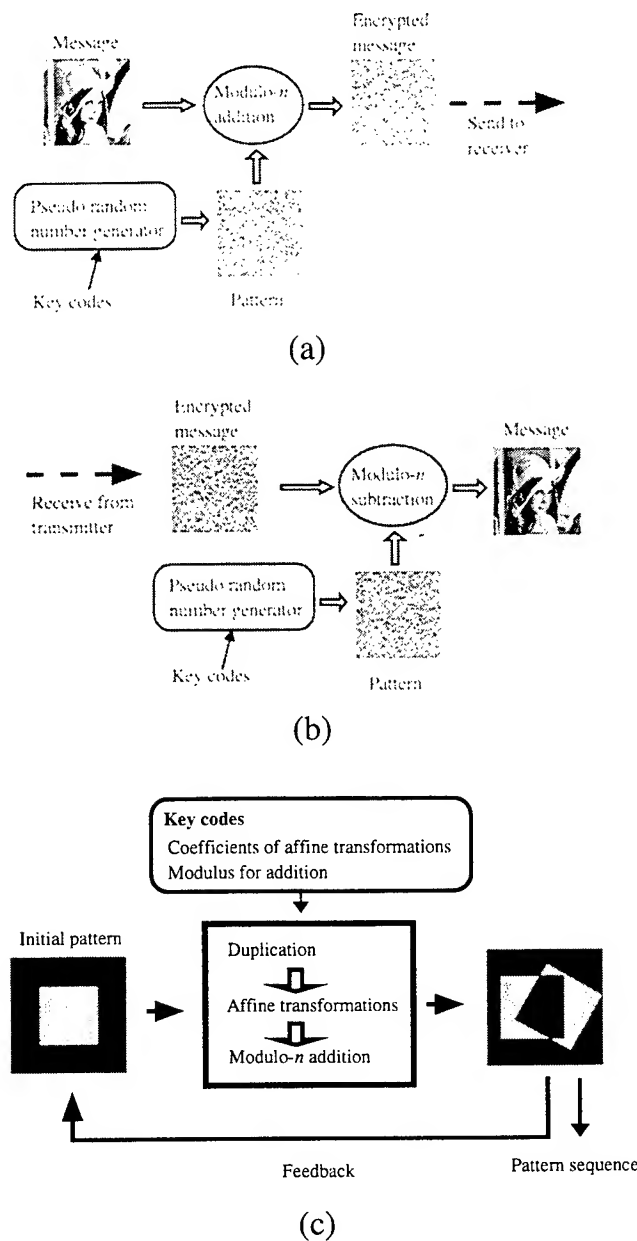 Message
Encrypted
message
Modulo-n
addition
Send to
receiver
Pseudo random
number generator
Key codes
Pattern
(a)
Encrypted
message
Message
Receive from
transmitter
Modulo-n
subtraction
Pseudo random
number generator
Key codes
Pattern
(b)
Key codes
Coefficients of affine transformations
Modulus for addition
Initial pattern
Duplication
Affine transformations
Modulo-n addition
Feedback
Pattern sequence
(c)